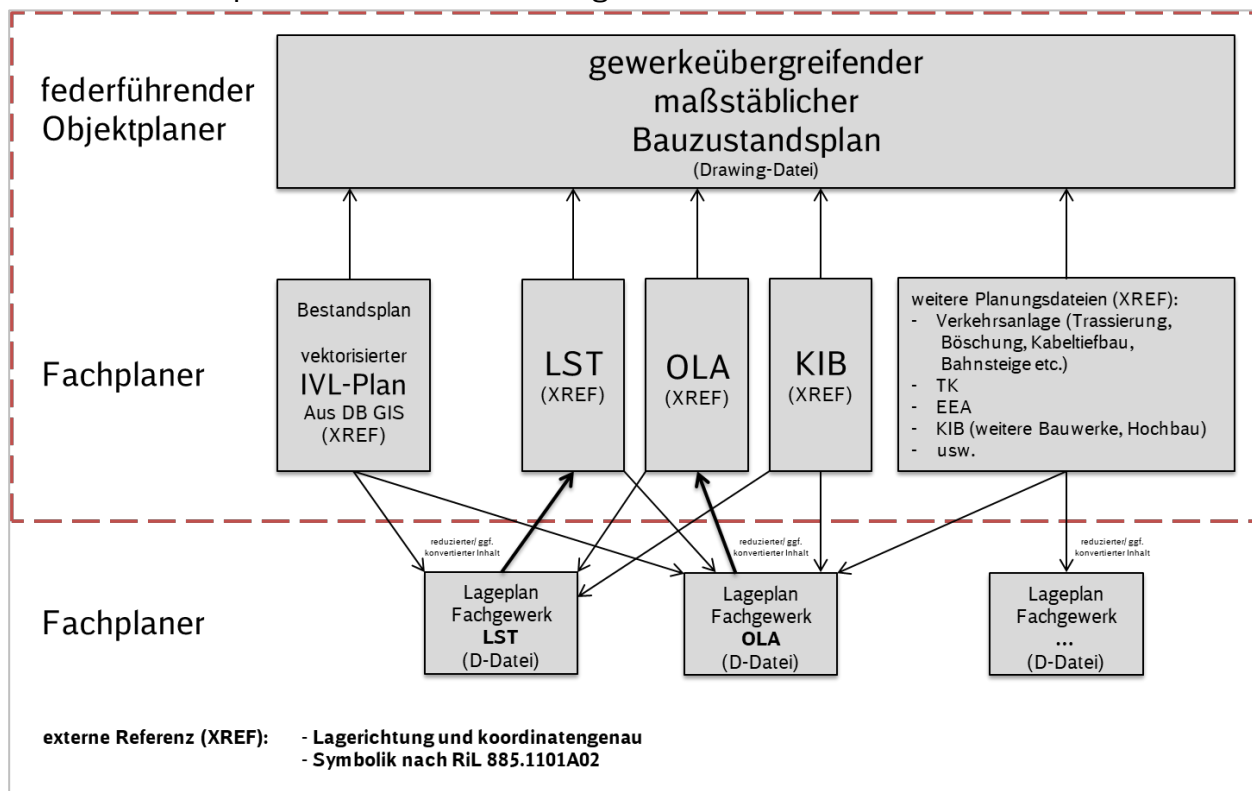 federführender
Objektplaner
gewerkeübergreifender
maßstäblicher
Bauzustandsplan
(Drawing-Datei)
Fachplaner
Bestandsplan
vektorisierter
IVL-Plan
Aus DB GIS
(XREF)
LST
(XREF)
OLA
(XREF)
KIB
(XREF)
weitere Planungsdateien (XREF):
- Verkehrsanlage (Trassierung,
Böschung, Kabeltiefbau,
Bahnsteige etc.)
- TK
- EEA
- KIB (weitere Bauwerke, Hochbau)
- usw.
reduzierter/ ggf.
konvertierter Inhalt
reduzierter/ ggf.
konvertierter Inhalt
reduzierter/ ggf.
konvertierter Inhalt
Fachplaner
Lageplan
Fachgewerk
LST
(D-Datei)
Lageplan
Fachgewerk
OLA
(D-Datei)
Lageplan
Fachgewerk
...
(D-Datei)
externe Referenz (XREF): - Lagerichtung und koordinatengenau
- Symbolik nach RiL 885.1101A02